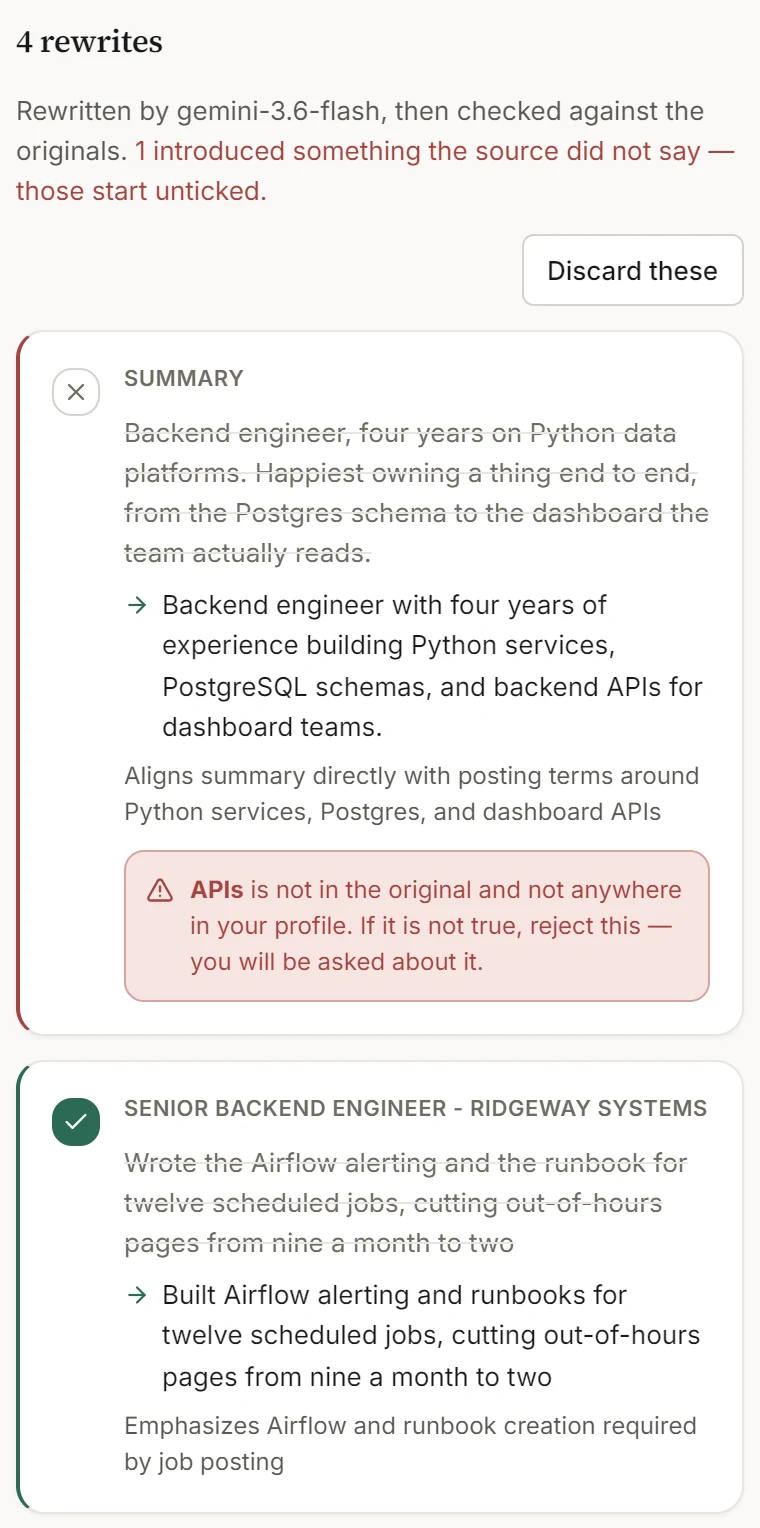 4 rewrites
Rewritten by gemini-3.6-flash, then checked against the
originals. 1 introduced something the source did not say —
those start unticked.
Discard these
SUMMARY
Backend engineer, four years on Python data
platforms. Happiest owning a thing end to end,
from the Postgres schema to the dashboard the
team actually reads.
→ Backend engineer with four years of
experience building Python services,
PostgreSQL schemas, and backend APIs for
dashboard teams.
Aligns summary directly with posting terms around
Python services, Postgres, and dashboard APIs
APIs is not in the original and not anywhere
in your profile. If it is not true, reject this —
you will be asked about it.
SENIOR BACKEND ENGINEER - RIDGEWAY SYSTEMS
Wrote the Airflow alerting and the runbook for
twelve scheduled jobs, cutting out-of-hours
pages from nine a month to two
→ Built Airflow alerting and runbooks for
twelve scheduled jobs, cutting out-of-hours
pages from nine a month to two
Emphasizes Airflow and runbook creation required
by job posting